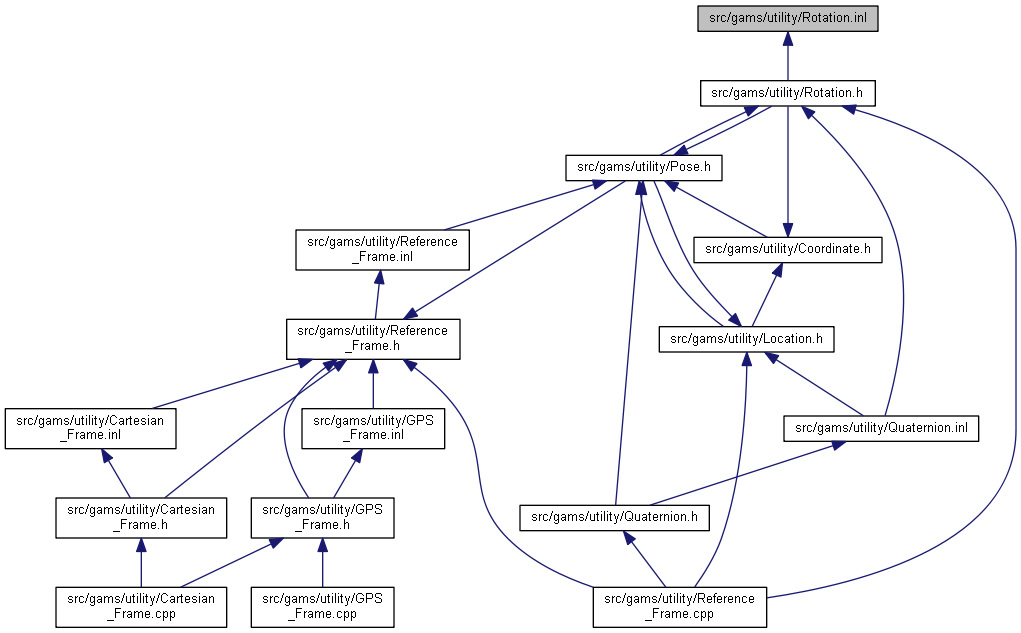 src/gams/utility/Rotation.inl
src/gams/utility/Rotation.h
src/gams/utility/Pose.h
src/gams/utility/Reference
_Frame.inl
src/gams/utility/Coordinate.h
src/gams/utility/Reference
_Frame.h
src/gams/utility/Location.h
src/gams/utility/Cartesian
_Frame.inl
src/gams/utility/GPS
_Frame.inl
src/gams/utility/Quaternion.inl
src/gams/utility/Cartesian
_Frame.h
src/gams/utility/GPS
_Frame.h
src/gams/utility/Quaternion.h
src/gams/utility/Cartesian
_Frame.cpp
src/gams/utility/GPS
_Frame.cpp
src/gams/utility/Reference
_Frame.cpp